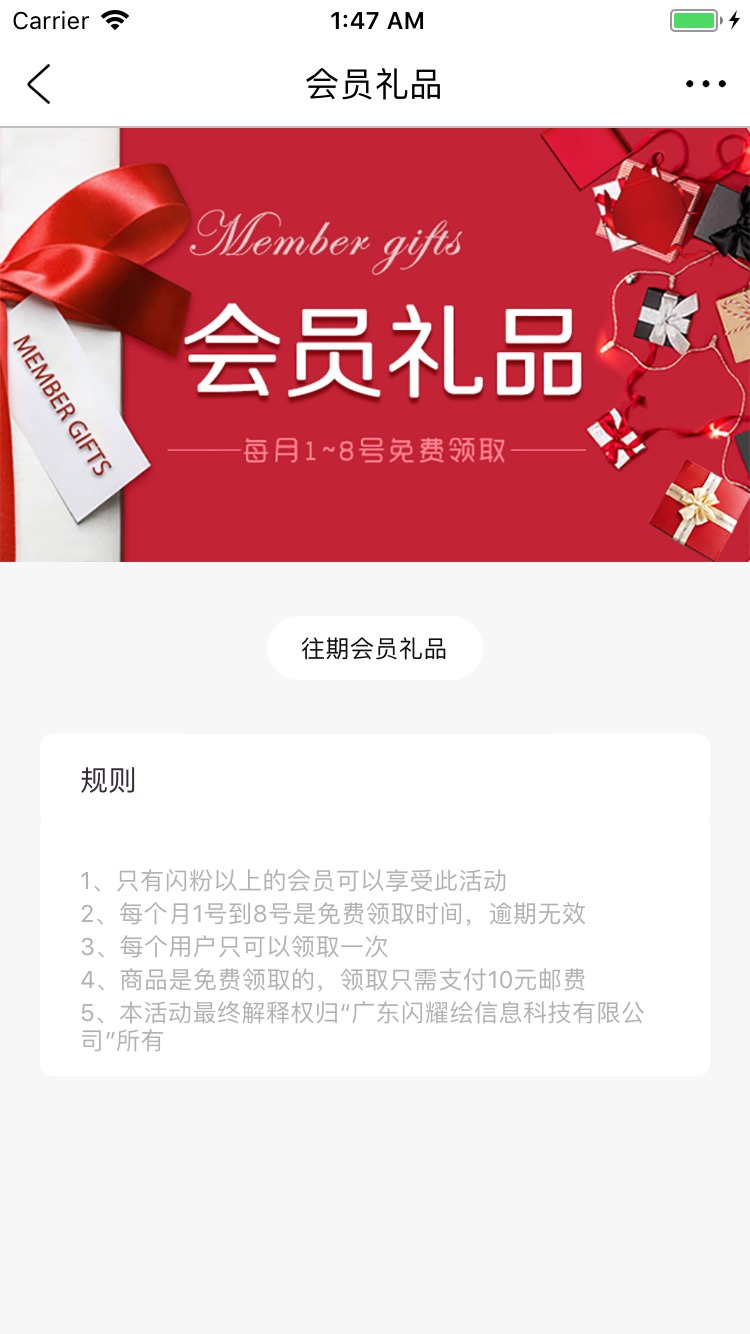 Carrier
1:47 AM
会员礼品
Member gifts
会员礼品
每月1~8号免费领取
MEMBER GIFTS
往期会员礼品
规则
1、只有闪粉以上的会员可以享受此活动
2、每个月1号到8号是免费领取时间，逾期无效
3、每个用户只可以领取一次
4、商品是免费领取的，领取只需支付10元邮费
5、本活动最终解释权归“广东闪耀绘信息科技有限公
司”所有